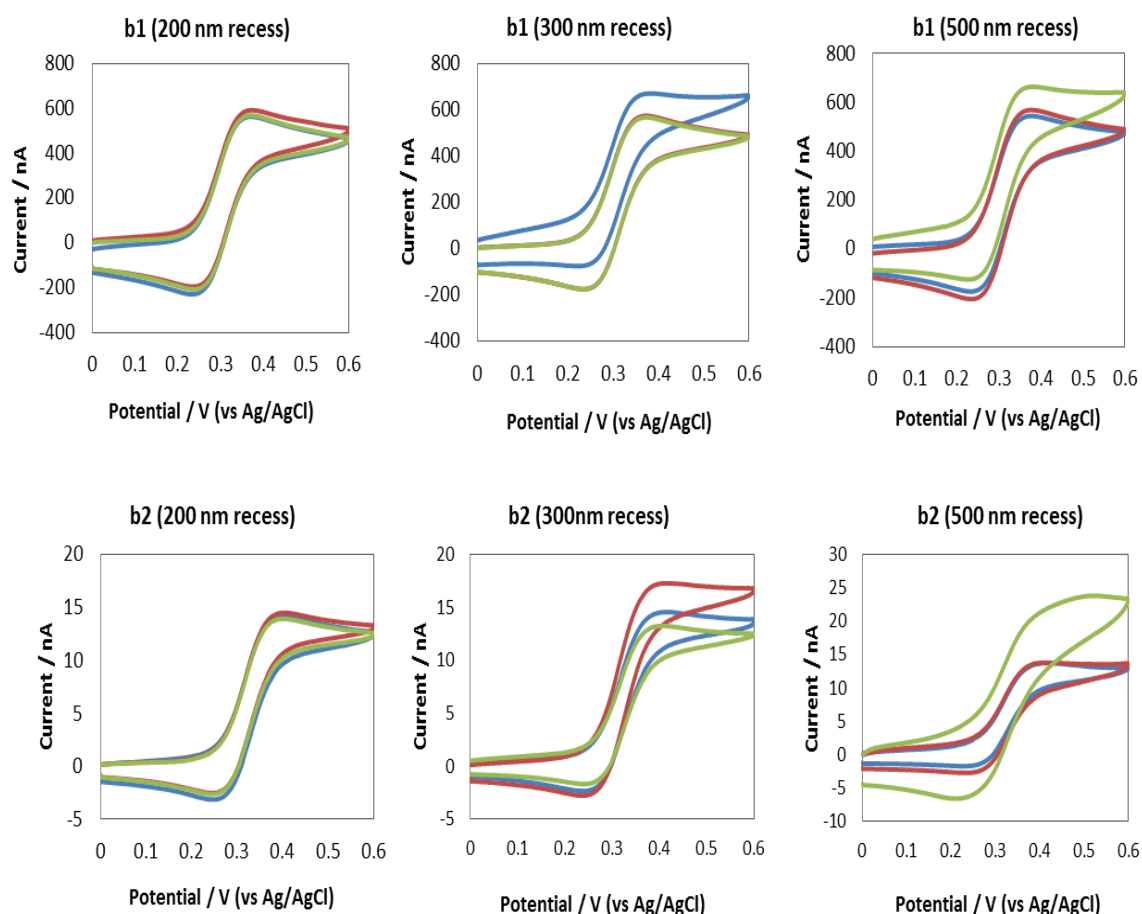 b1 (200 nm recess)
Current / nA
800
600
400
200
0
-200
-400
0 0.1 0.2 0.3 0.4 0.5 0.6
Potential / V (vs Ag/AgCl)
b1 (300 nm recess)
Current / nA
800
600
400
200
0
-200
-400
0 0.1 0.2 0.3 0.4 0.5 0.6
Potential / V (vs Ag/AgCl)
b1 (500 nm recess)
Current / nA
800
600
400
200
0
-200
-400
0 0.1 0.2 0.3 0.4 0.5 0.6
Potential / V (vs Ag/AgCl)
b2 (200 nm recess)
Current / nA
20
15
10
5
0
-5
0 0.1 0.2 0.3 0.4 0.5 0.6
Potential / V (vs Ag/AgCl)
b2 (300nm recess)
Current / nA
20
15
10
5
0
-5
0 0.1 0.2 0.3 0.4 0.5 0.6
Potential / V (vs Ag/AgCl)
b2 (500 nm recess)
Current / nA
30
25
20
15
10
5
0
-5
-10
0 0.1 0.2 0.3 0.4 0.5 0.6
Potential / V (vs Ag/AgCl)